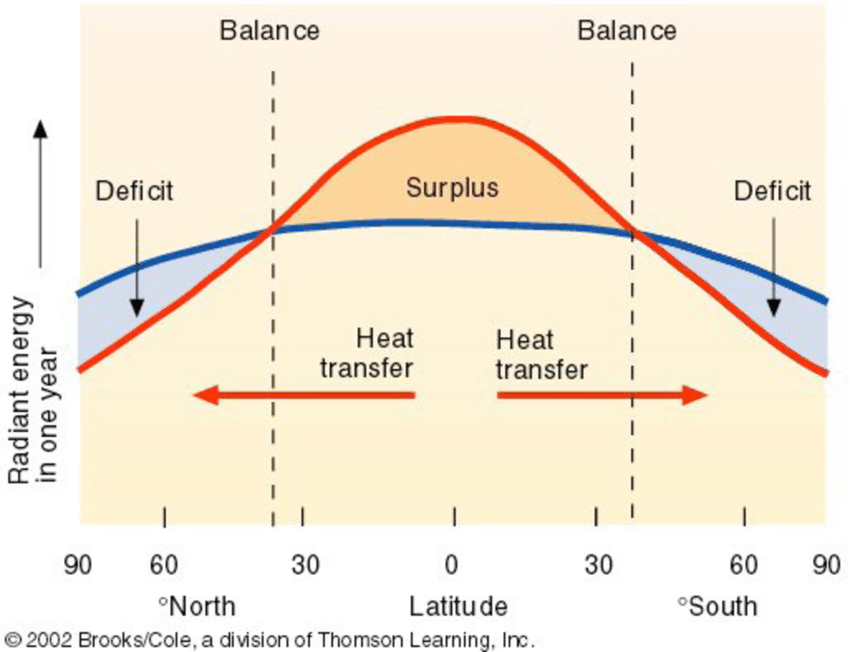 Balance
Balance
Deficit
Surplus
Deficit
Radiant energy
in one year
Heat
transfer
Heat
transfer
90 60 30 0 30 60 90
°North Latitude °South
© 2002 Brooks/Cole, a division of Thomson Learning, Inc.